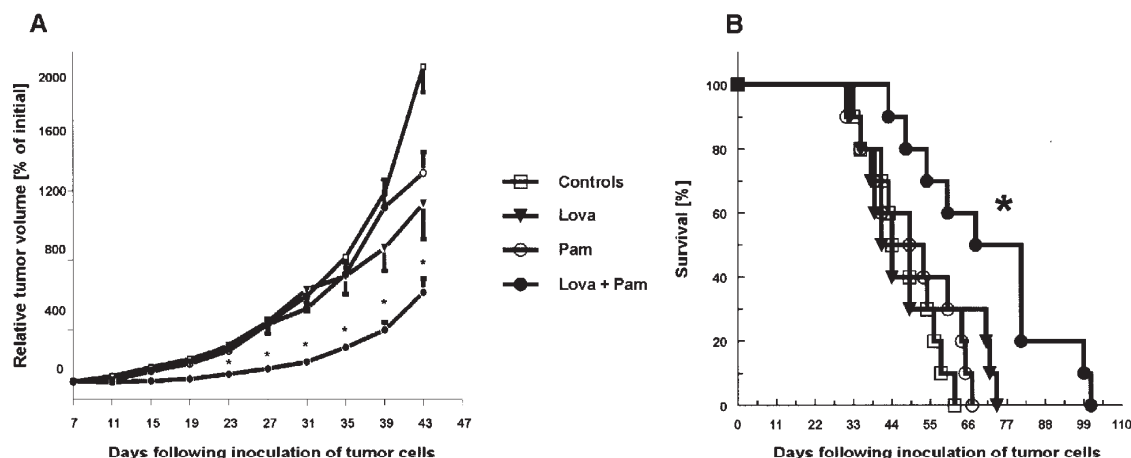 A
Relative tumor volume [% of initial]
2000
1600
1200
800
400
0
7 11 15 19 23 27 31 35 39 43 47
Days following inoculation of tumor cells
* * * * * *
Controls
Lova
Pam
Lova + Pam
B
Survival [%]
100
80
60
40
20
0
0 11 22 33 44 55 66 77 88 99 110
Days following inoculation of tumor cells
*